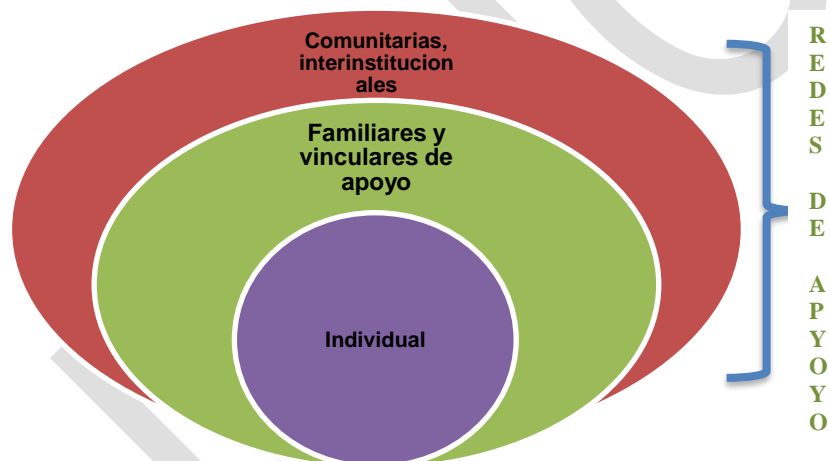 Comunitarias,
interinstitucion
ales
Familiares y
vinculares de
apoyo
Individual
R
E
D
E
S
D
E
A
P
Y
O
Y
O